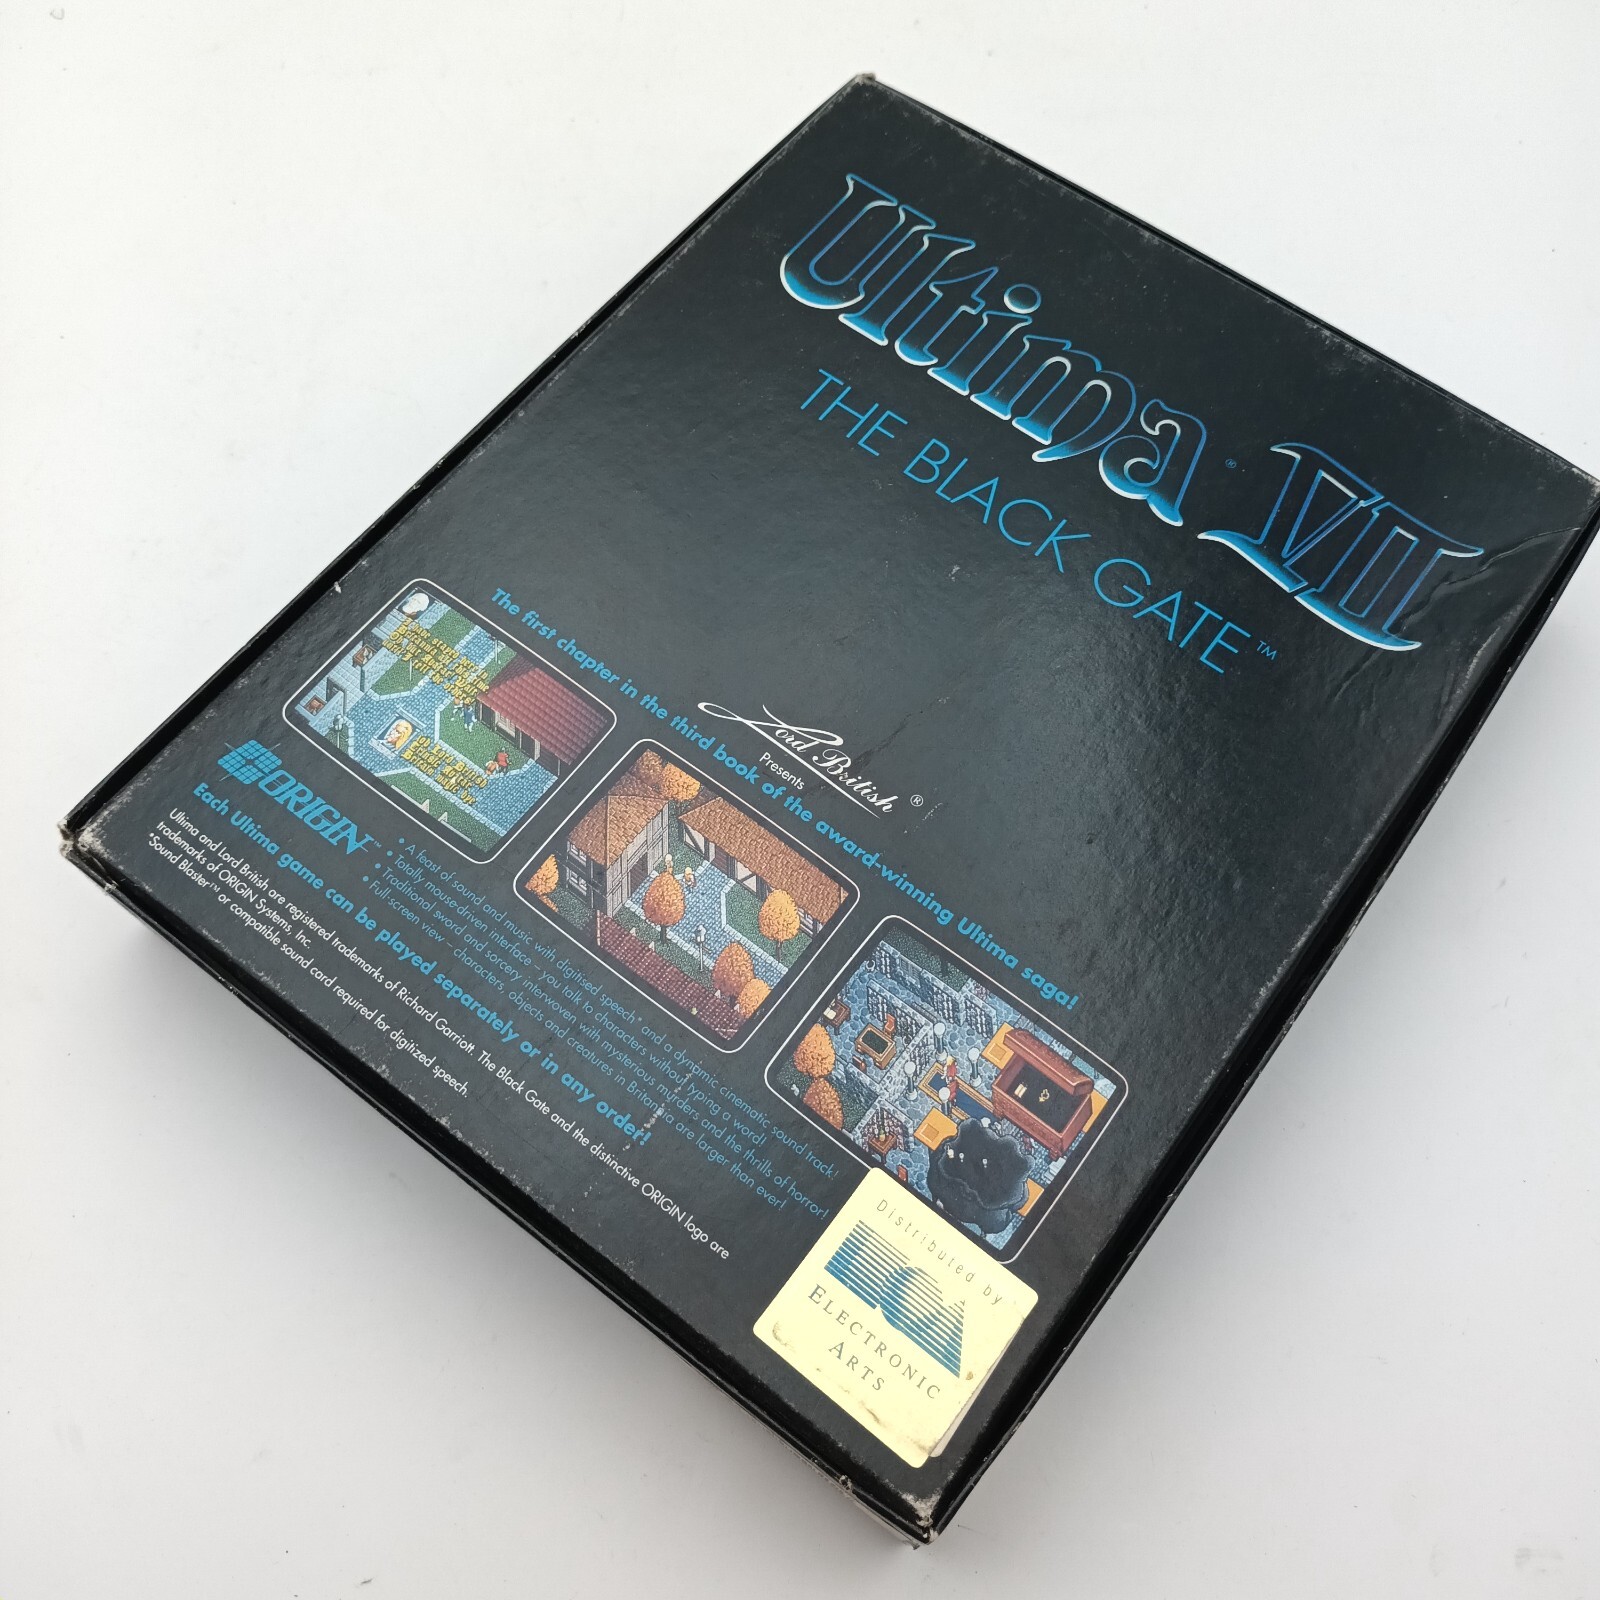 Ultima® VII
THE BLACK GATE™
Lord British®
Presents
The first chapter in the third book of the award-winning Ultima saga!
ORIGIN™
• A feast of sound and music with digitised speech* and a dynamic cinematic sound track!
• Totally mouse-driven interface – you talk to characters without typing a word!
• Traditional sword and sorcery interwoven with mysterious murders and the thrills of horror!
• Full-screen view – characters, objects and creatures in Britannia are larger than ever!
Each Ultima game can be played separately or in any order!
Ultima and Lord British are registered trademarks of Richard Garriott. The Black Gate and the distinctive ORIGIN logo are
trademarks of ORIGIN Systems, Inc.
*Sound Blaster™ or compatible sound card required for digitized speech.
Distributed by
ELECTRONIC
ARTS